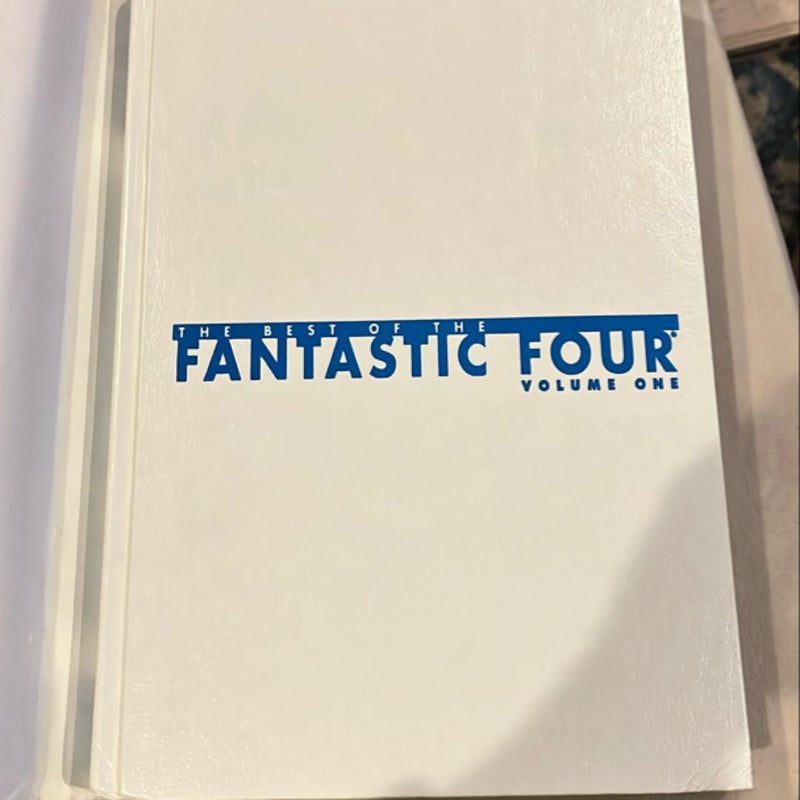 THE BEST OF THE
FANTASTIC FOUR®
VOLUME ONE